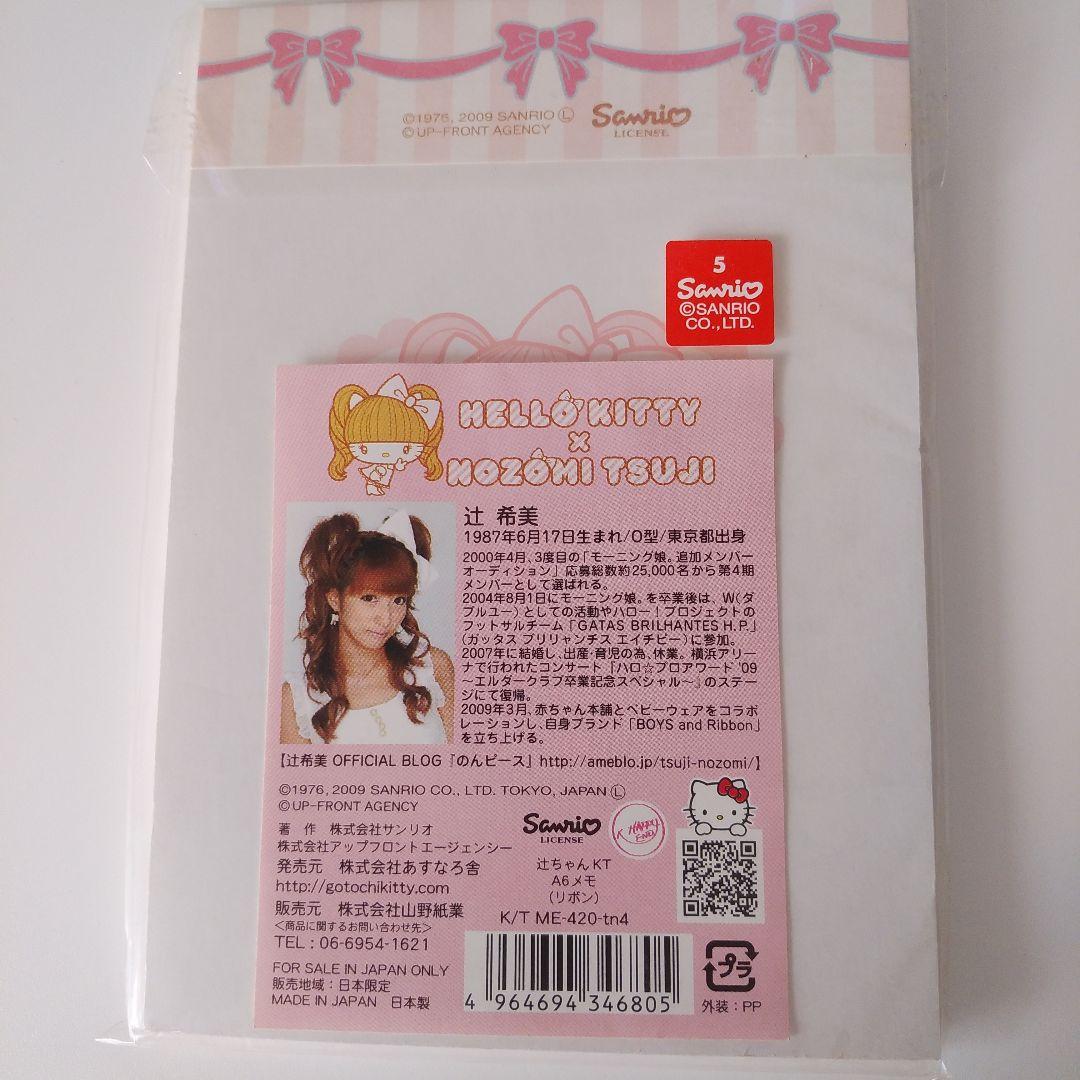 ©1976, 2009 SANRIO Ⓛ
©UP-FRONT AGENCY
Sanrio
LICENSE
5
Sanrio
©SANRIO
CO.,LTD.
HELLO KITTY
×
NOZOMI TSUJI
辻 希美
1987年6月17日生まれ/O型/東京都出身
2000年4月、3度目の「モーニング娘。追加メンバー
オーディション」応募総数約25,000名から第4期
メンバーとして選ばれる。
2004年8月1日にモーニング娘。を卒業後は、W(ダ
ブルユー)としての活動やハロー!プロジェクトの
フットサルチーム「GATAS BRILHANTES H.P.」
(ガッタス ブリリャンチス エイチピー)に参加。
2007年に結婚し、出産・育児の為、休業。横浜アリー
ナで行われたコンサート『ハロ☆プロアワード '09
〜エルダークラブ卒業記念スペシャル〜』のステー
ジにて復帰。
2009年3月、赤ちゃん本舗とベビーウェアをコラボ
レーションし、自身ブランド「BOYS and Ribbon」
を立ち上げる。
【辻希美 OFFICIAL BLOG『のんピース』http://ameblo.jp/tsuji-nozomi/】
©1976, 2009 SANRIO CO., LTD. TOKYO, JAPAN Ⓛ
©UP-FRONT AGENCY
著 作 株式会社サンリオ
株式会社アップフロントエージェンシー
発売元 株式会社あすなろ舎
http://gotochikitty.com
販売元 株式会社山野紙業
<商品に関するお問い合わせ先>
TEL : 06-6954-1621
FOR SALE IN JAPAN ONLY
販売地域:日本限定
MADE IN JAPAN 日本製
Sanrio
LICENSE
K HAPPY
END
辻ちゃんKT
A6メモ
(リボン)
K/T ME-420-tn4
4 964694 346805
プラ
外装:PP